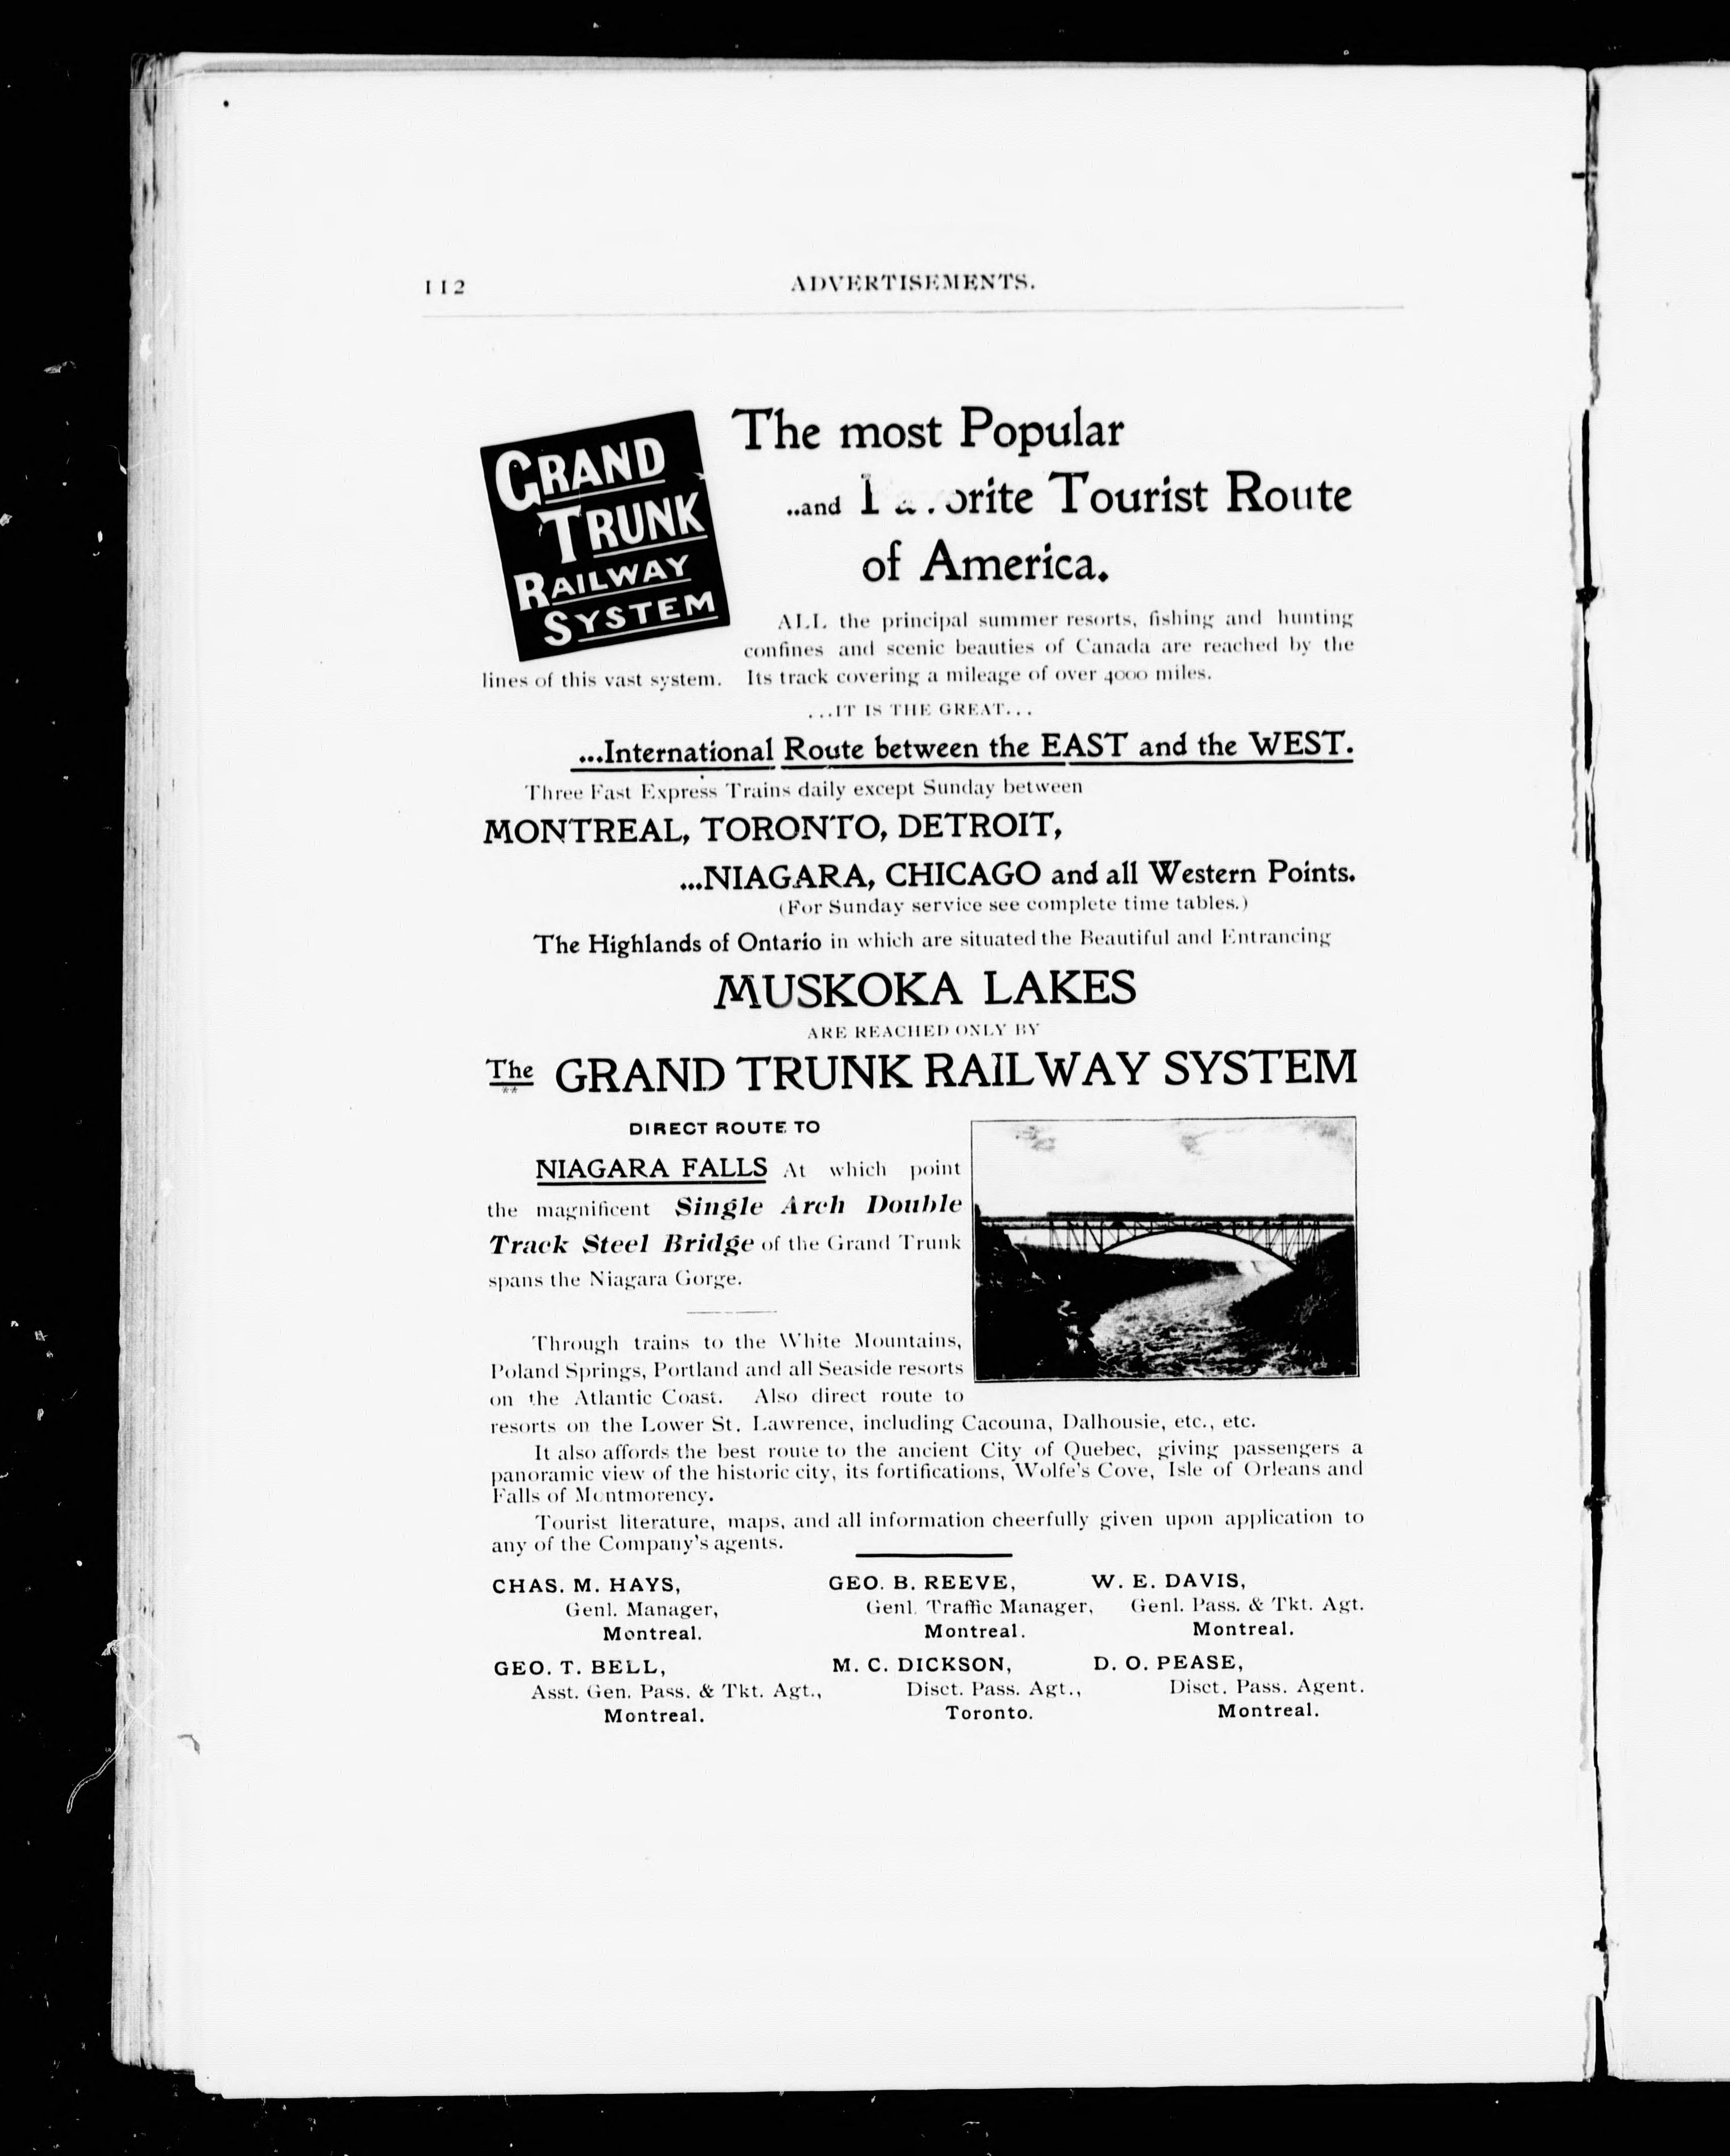 112
ADVERTISEMENTS.
GRAND
TRUNK
RAILWAY
SYSTEM
The most Popular
..and Tourist Route
of America.
ALL the principal summer resorts, fishing and hunting
confines and scenic beauties of Canada are reached by the
lines of this vast system. Its track covering a mileage of over 4000 miles.
...IT IS THE GREAT...
...International Route between the EAST and the WEST.
Three Fast Express Trains daily except Sunday between
MONTREAL, TORONTO, DETROIT,
...NIAGARA, CHICAGO and all Western Points.
(For Sunday service see complete time tables.)
The Highlands of Ontario in which are situated the Beautiful and Entrancing
MUSKOKA LAKES
ARE REACHED ONLY BY
The GRAND TRUNK RAILWAY SYSTEM
DIRECT ROUTE TO
NIAGARA FALLS At which point
the magnificent Single Arch Double
Track Steel Bridge of the Grand Trunk
spans the Niagara Gorge.
Through trains to the White Mountains,
Poland Springs, Portland and all Seaside resorts
on the Atlantic Coast. Also direct route to
resorts on the Lower St. Lawrence, including Cacouna, Dalhousie, etc., etc.
It also affords the best route to the ancient City of Quebec, giving passengers a
panoramic view of the historic city, its fortifications, Wolfe's Cove, Isle of Orleans and
Falls of Montmorency.
Tourist literature, maps, and all information cheerfully given upon application to
any of the Company's agents.
CHAS. M. HAYS,
Genl. Manager,
Montreal.
GEO. B. REEVE,
Genl. Traffic Manager,
Montreal.
W. E. DAVIS,
Genl. Pass. & Tkt. Agt.
Montreal.
GEO. T. BELL,
Asst. Gen. Pass. & Tkt. Agt.,
Montreal.
M. C. DICKSON,
Disct. Pass. Agt.,
Toronto.
D. O. PEASE,
Disct. Pass. Agent.
Montreal.